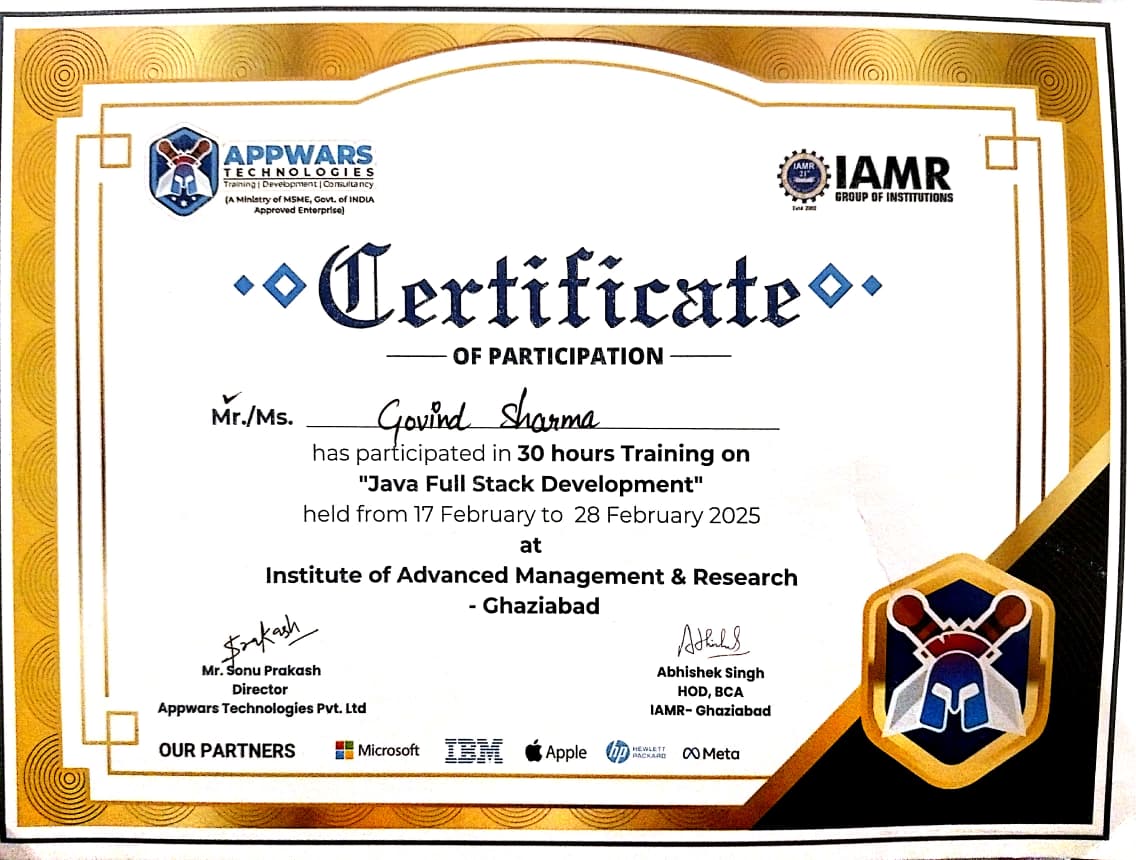 APPWARS
TECHNOLOGIES
Training | Development | Consultancy
(A Ministry of MSME, Govt. of INDIA
Approved Enterprise)
IAMR
21st
Estd. 2002
IAMR
GROUP OF INSTITUTIONS
Certificate
OF PARTICIPATION
Mr./Ms. Govind Sharma
has participated in 30 hours Training on
"Java Full Stack Development"
held from 17 February to 28 February 2025
at
Institute of Advanced Management & Research
- Ghaziabad
Prakash
Mr. Sonu Prakash
Director
Appwars Technologies Pvt. Ltd
Abhishek
Abhishek Singh
HOD, BCA
IAMR- Ghaziabad
OUR PARTNERS Microsoft IBM Apple hp HEWLETT PACKARD Meta